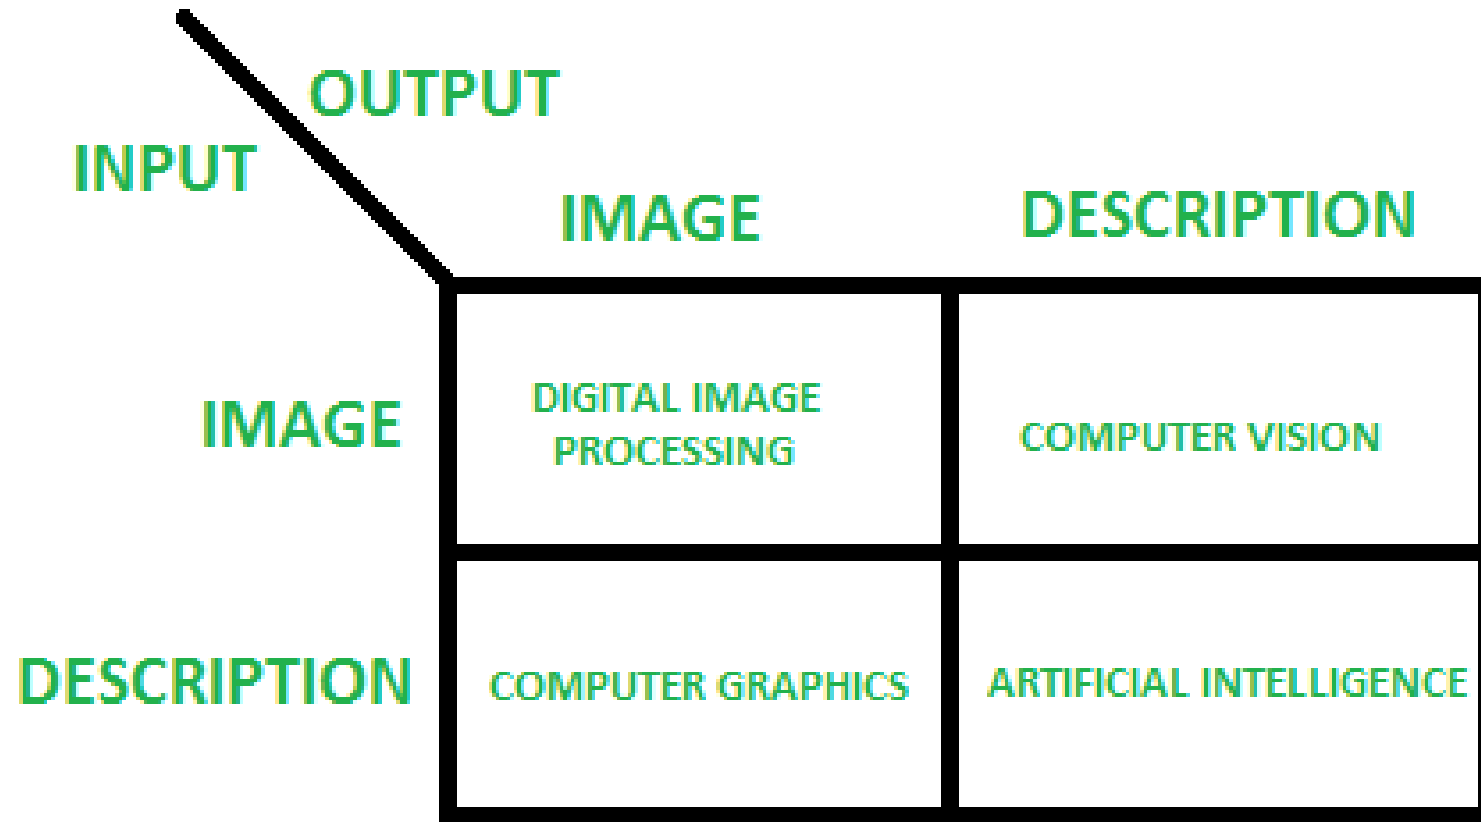 OUTPUT
INPUT
IMAGE DESCRIPTION
IMAGE
DIGITAL IMAGE
PROCESSING
COMPUTER VISION
DESCRIPTION
COMPUTER GRAPHICS
ARTIFICIAL INTELLIGENCE